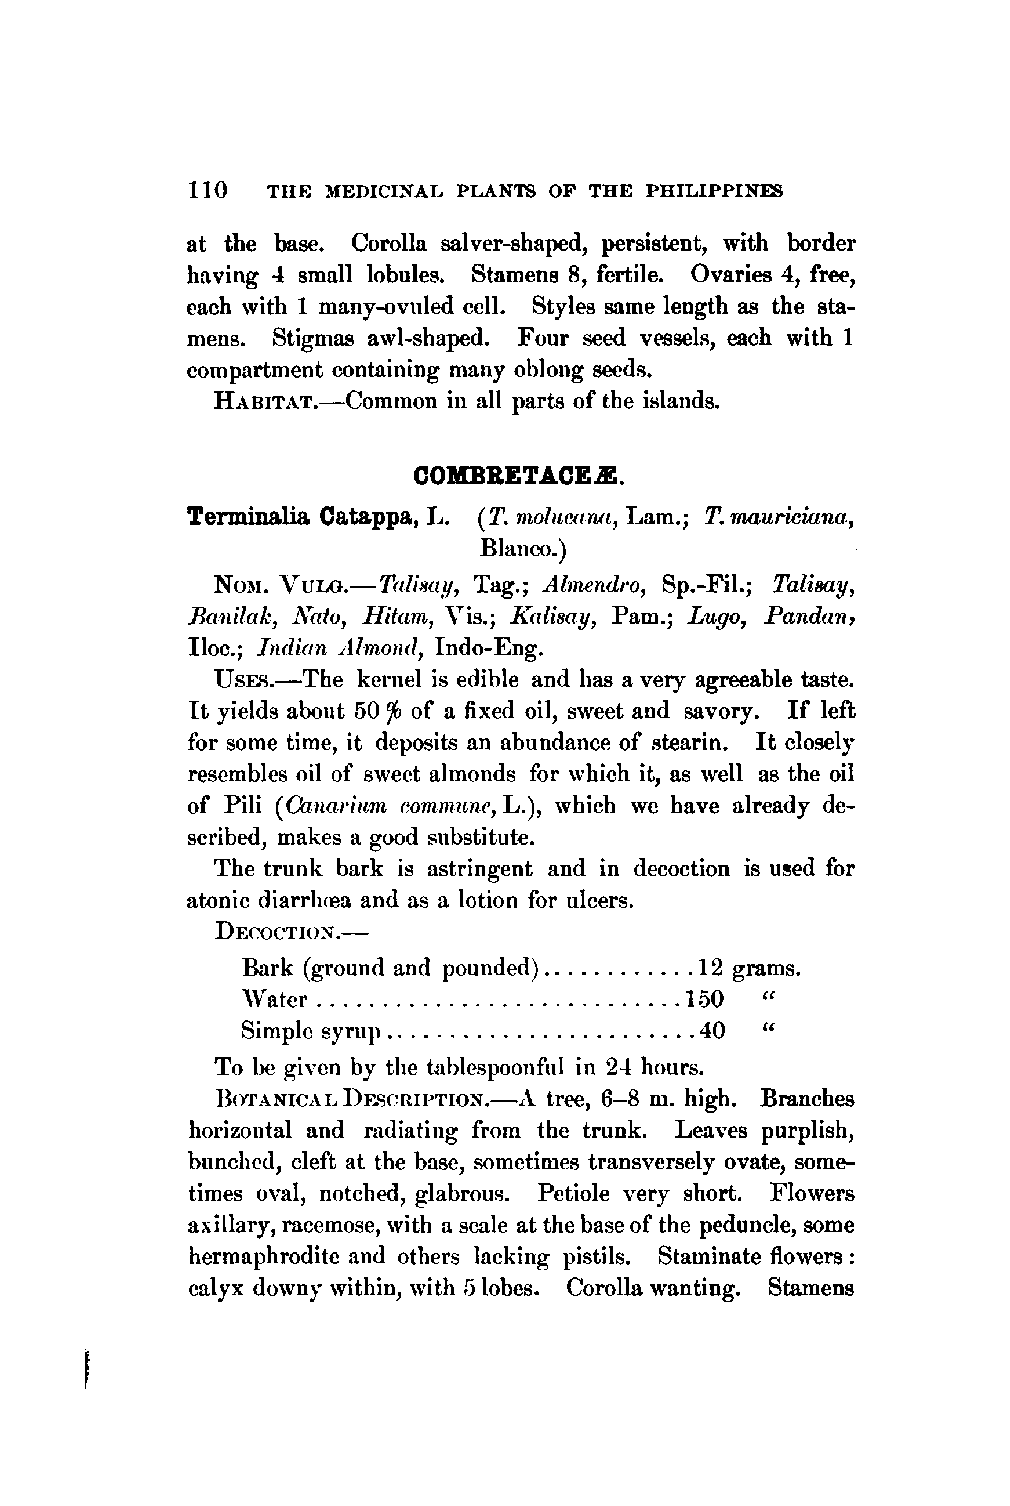 110 THE MEDICINAL PLANTS OF THE PHILIPPINES
at the base. Corolla salver-shaped, persistent, with border
having 4 small lobules. Stamens 8, fertile. Ovaries 4, free,
each with 1 many-ovuled cell. Styles same length as the sta-
mens. Stigmas awl-shaped. Four seed vessels, each with 1
compartment containing many oblong seeds.
HABITAT.—Common in all parts of the islands.
COMBRETACEÆ.
Terminalia Catappa, L. (T. molucana, Lam.; T. mauriciana,
Blanco.)
NOM. VULG.—Talisay, Tag.; Almendro, Sp.-Fil.; Talisay,
Banilak, Nato, Hitam, Vis.; Kalisay, Pam.; Lugo, Pandan,
Iloc.; Indian Almond, Indo-Eng.
USES.—The kernel is edible and has a very agreeable taste.
It yields about 50 % of a fixed oil, sweet and savory. If left
for some time, it deposits an abundance of stearin. It closely
resembles oil of sweet almonds for which it, as well as the oil
of Pili (Canarium commune, L.), which we have already de-
scribed, makes a good substitute.
The trunk bark is astringent and in decoction is used for
atonic diarrhœa and as a lotion for ulcers.
DECOCTION.—
Bark (ground and pounded)............12 grams.
Water............................150 “
Simple syrup.........................40 “
To be given by the tablespoonful in 24 hours.
BOTANICAL DESCRIPTION.—A tree, 6–8 m. high. Branches
horizontal and radiating from the trunk. Leaves purplish,
bunched, cleft at the base, sometimes transversely ovate, some-
times oval, notched, glabrous. Petiole very short. Flowers
axillary, racemose, with a scale at the base of the peduncle, some
hermaphrodite and others lacking pistils. Staminate flowers:
calyx downy within, with 5 lobes. Corolla wanting. Stamens